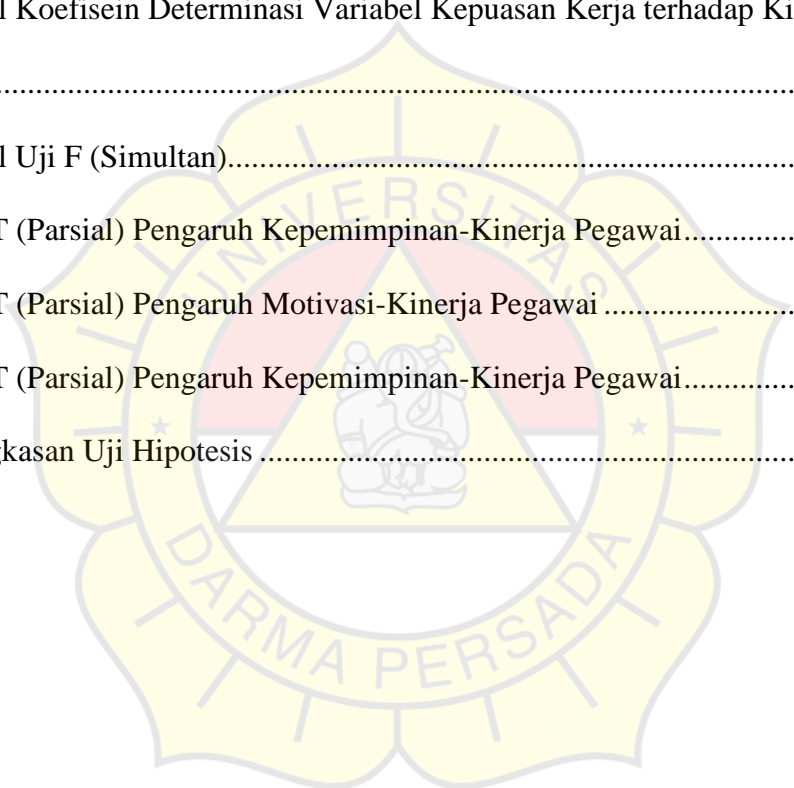 l Koefisein Determinasi Variabel Kepuasan Kerja terhadap Ki
..............................................................................................
l Uji F (Simultan)......................................................................
T (Parsial) Pengaruh Kepemimpinan-Kinerja Pegawai..............
T (Parsial) Pengaruh Motivasi-Kinerja Pegawai ........................
T (Parsial) Pengaruh Kepemimpinan-Kinerja Pegawai..............
gkasan Uji Hipotesis ..................................................................
UNIVERSITAS
DARMA PERSADA